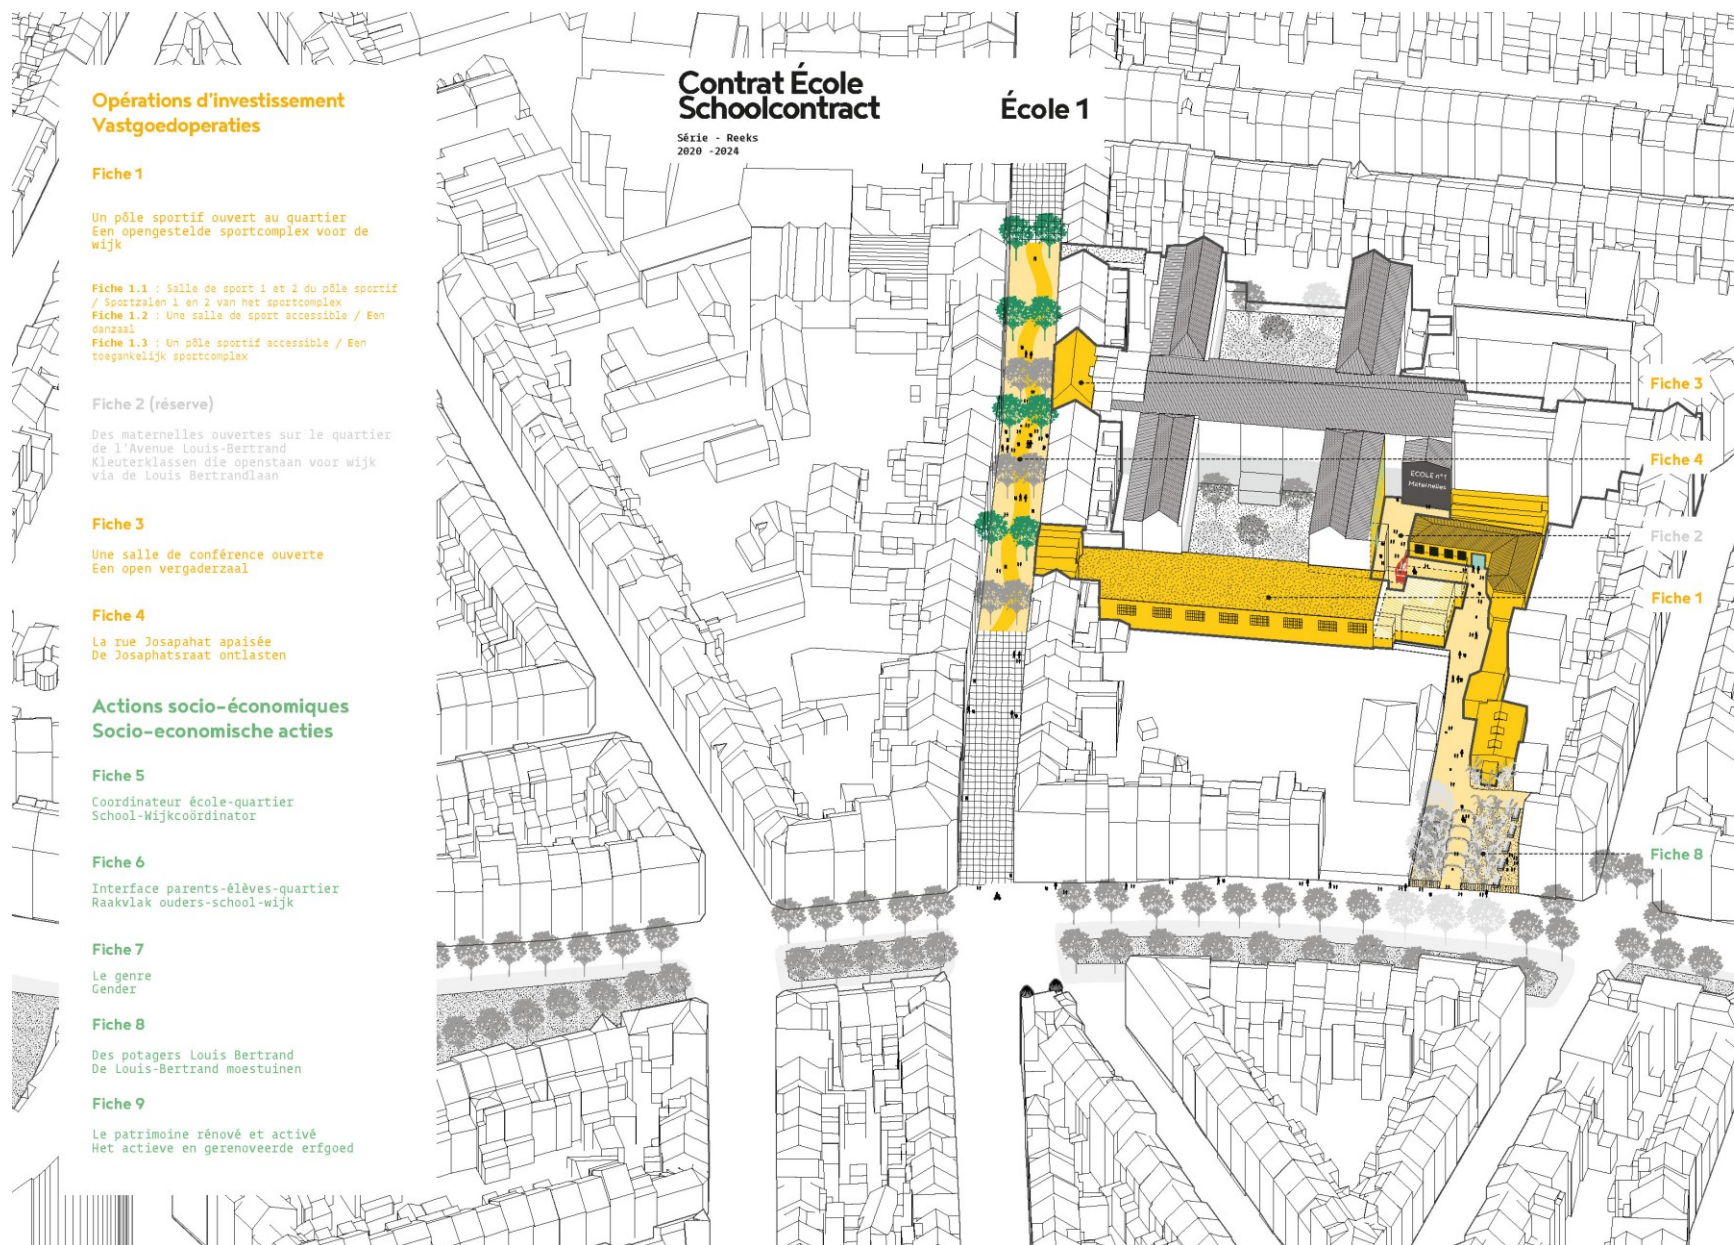 Contrat École
Schoolcontract
École 1
Série - Reeks
2020 -2024
Opérations d'investissement
Vastgoedoperaties
Fiche 1
Un pôle sportif ouvert au quartier
Een opengestelde sportcomplex voor de
wijk
Fiche 1.1 : Salle de sport 1 et 2 du pôle sportif
/ Sportzalen 1 en 2 van het sportcomplex
Fiche 1.2 : Une salle de sport accessible / Een
danzaal
Fiche 1.3 : Un pôle sportif accessible / Een
toegankelijk sportcomplex
Fiche 2 (réserve)
Des maternelles ouvertes sur le quartier
de l'Avenue Louis-Bertrand
Kleuterklassen die openstaan voor wijk
via de Louis Bertrandlaan
Fiche 3
Une salle de conférence ouverte
Een open vergaderzaal
Fiche 4
La rue Josapahat apaisée
De Josaphatsraat ontlasten
Actions socio-économiques
Socio-economische acties
Fiche 5
Coordinateur école-quartier
School-Wijkcoördinator
Fiche 6
Interface parents-élèves-quartier
Raakvlak ouders-school-wijk
Fiche 7
Le genre
Gender
Fiche 8
Des potagers Louis Bertrand
De Louis-Bertrand moestuinen
Fiche 9
Le patrimoine rénové et activé
Het actieve en gerenoveerde erfgoed
Fiche 3
Fiche 4
ECOLE n°1
Maternelles
Fiche 2
Fiche 1
Fiche 8